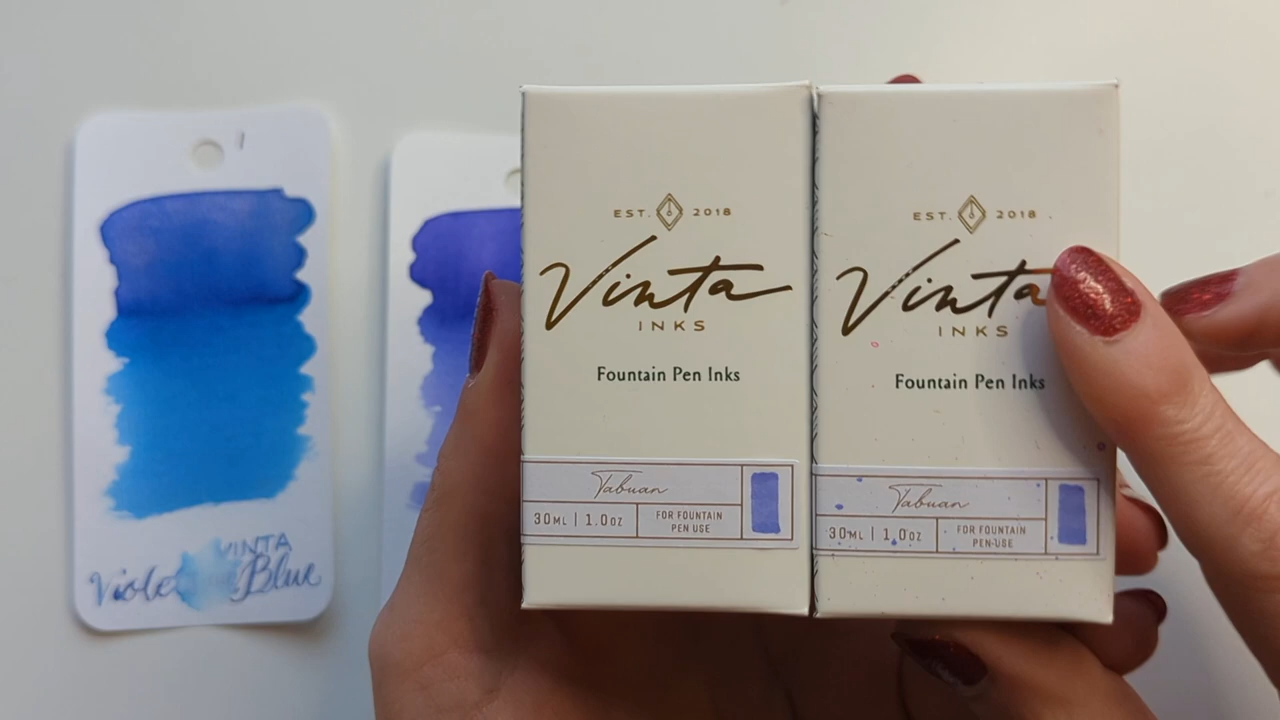 VINTA
Blue
EST. 2018
Vinta
INKS
Fountain Pen Inks
Tabuan
30ML | 1.0OZ
FOR FOUNTAIN
PEN USE
EST. 2018
Vinta
INKS
Fountain Pen Inks
Tabuan
30ML | 1.0OZ
FOR FOUNTAIN
PEN USE